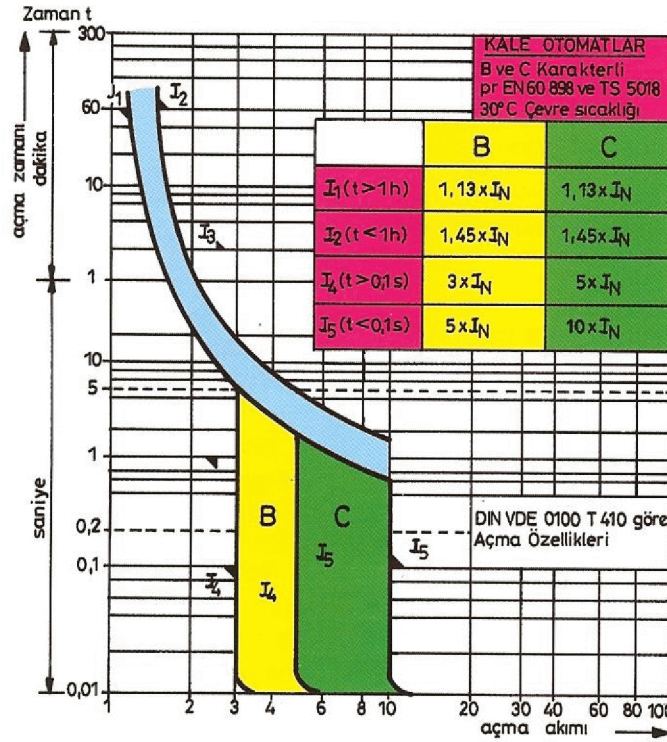 Zaman t
300
60
10
1
10
5
1
0,2
0,1
0,01
açma zamanı
dakika
saniye
I1
I2
I3
I4
I4
I5
I5
B
C
KALE OTOMATLAR
B ve C Karakterli
pr EN 60 898 ve TS 5018
30°C Çevre sıcaklığı
B C
I1(t>1h) 1,13xIN 1,13xIN
I2(t<1h) 1,45xIN 1,45xIN
I4(t>0,1s) 3xIN 5xIN
I5(t<0,1s) 5xIN 10xIN
DIN VDE 0100 T 410 göre
Açma Özellikleri
1 2 3 4 6 8 10 20 30 40 60 80 100
açma akımı